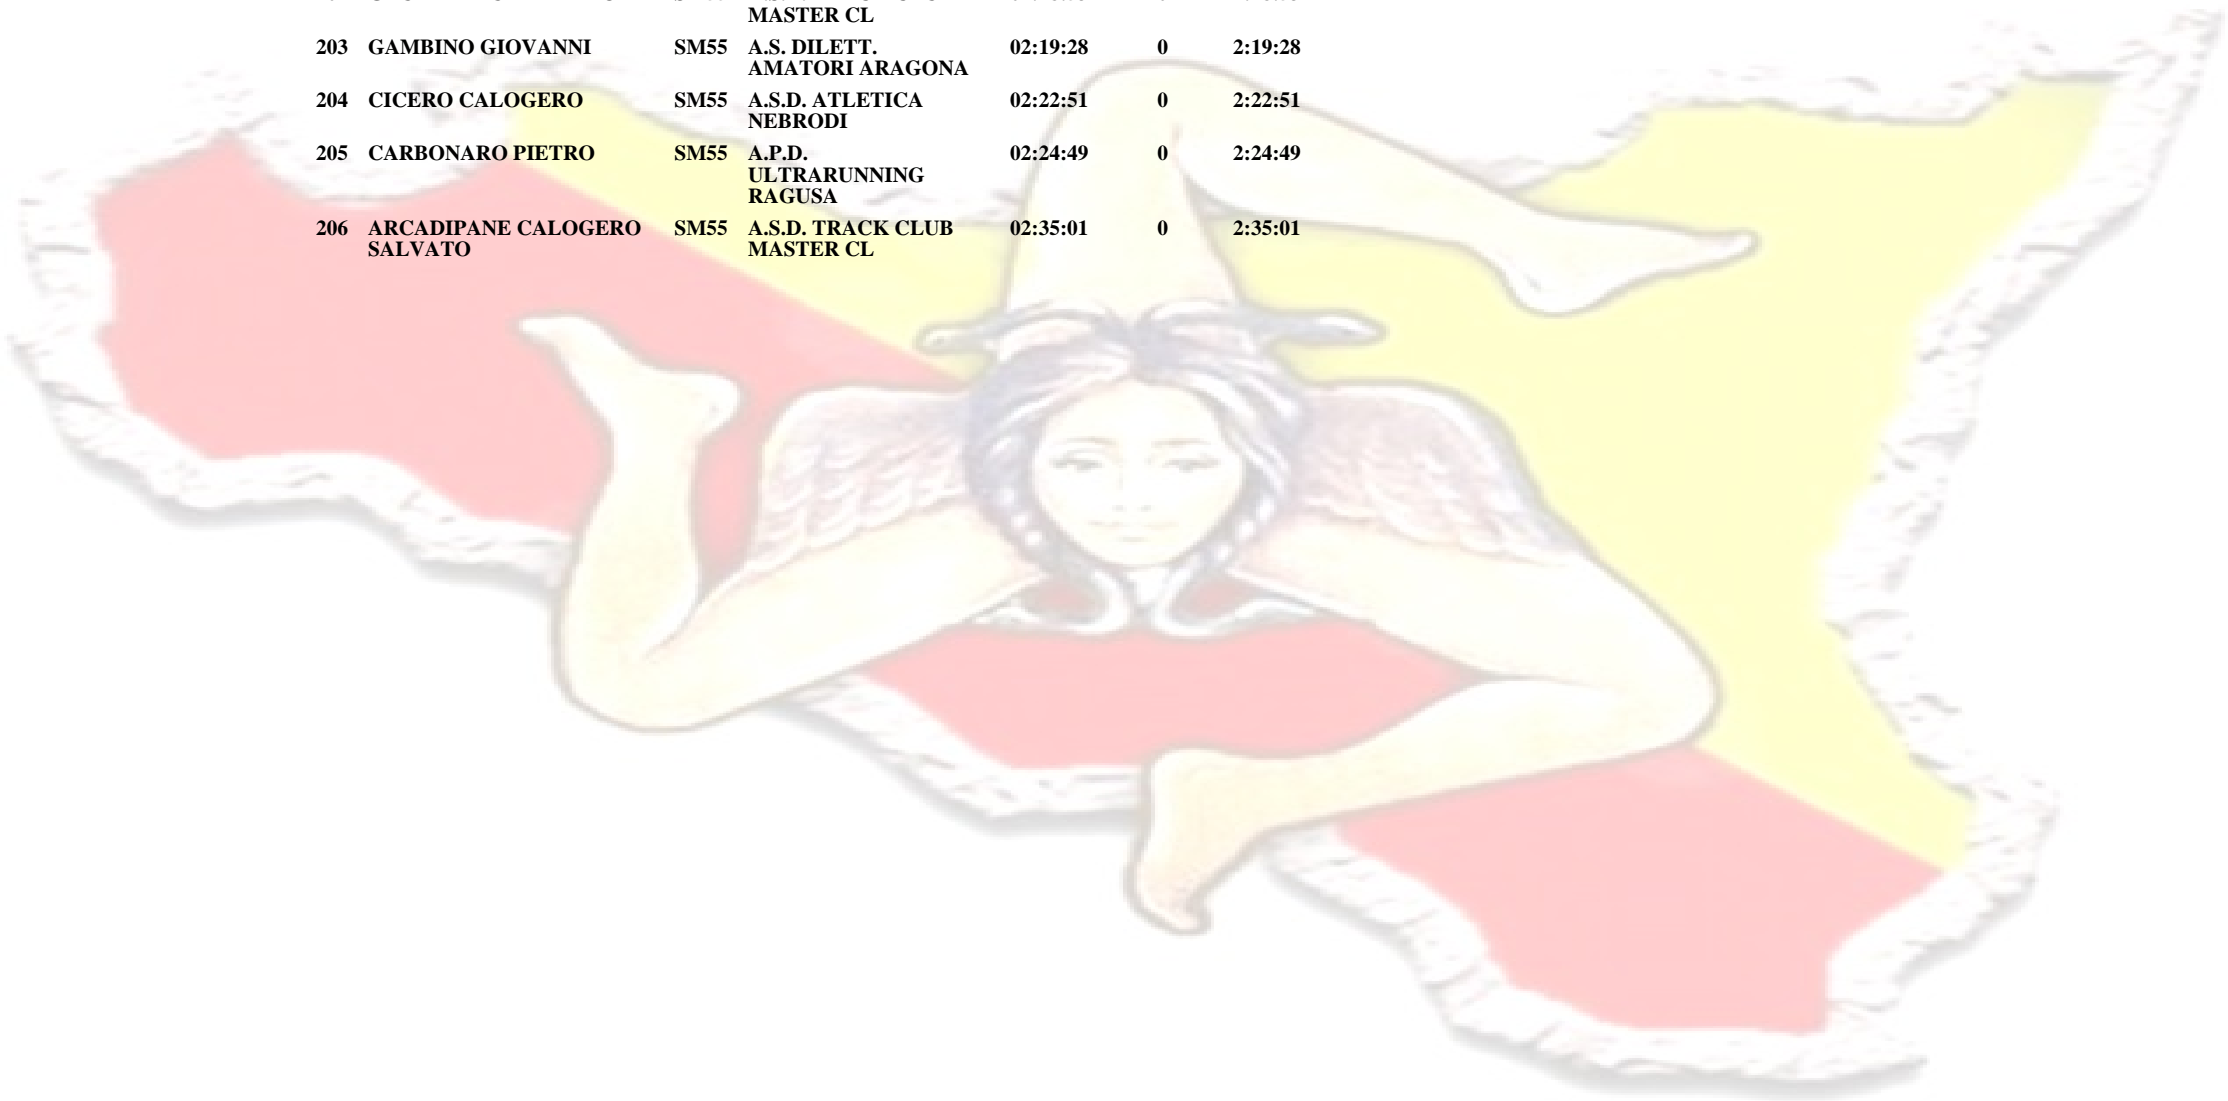 MASTER CL
203 GAMBINO GIOVANNI SM55 A.S. DILETT. 02:19:28 0 2:19:28
AMATORI ARAGONA
204 CICERO CALOGERO SM55 A.S.D. ATLETICA 02:22:51 0 2:22:51
NEBRODI
205 CARBONARO PIETRO SM55 A.P.D. 02:24:49 0 2:24:49
ULTRARUNNING
RAGUSA
206 ARCADIPANE CALOGERO SM55 A.S.D. TRACK CLUB 02:35:01 0 2:35:01
SALVATO MASTER CL